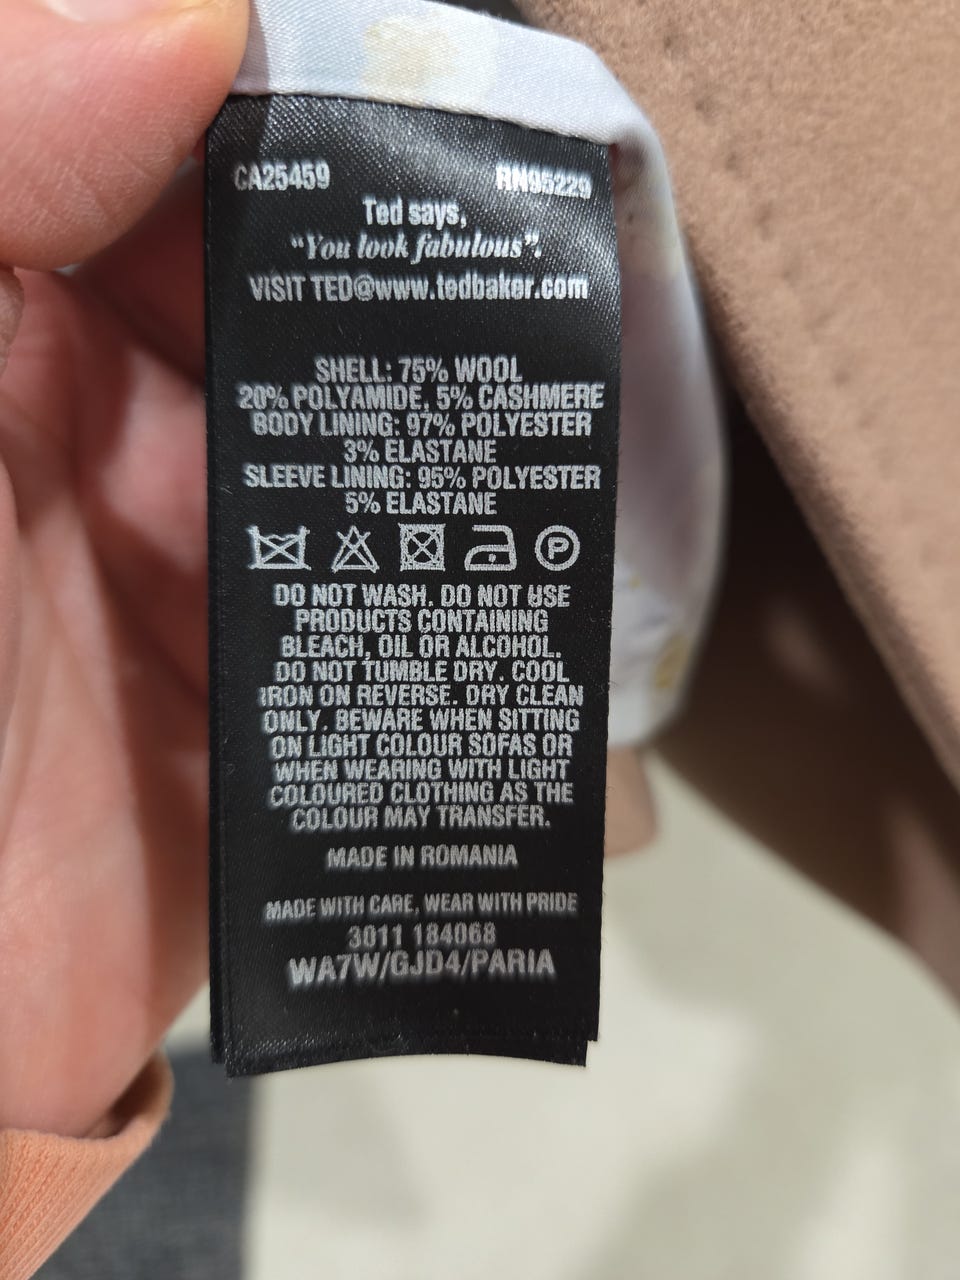 CA25459 RN95229
Ted says,
"You look fabulous".
VISIT TED@www.tedbaker.com
SHELL: 75% WOOL
20% POLYAMIDE, 5% CASHMERE
BODY LINING: 97% POLYESTER
3% ELASTANE
SLEEVE LINING: 95% POLYESTER
5% ELASTANE
P
DO NOT WASH. DO NOT USE
PRODUCTS CONTAINING
BLEACH, OIL OR ALCOHOL.
DO NOT TUMBLE DRY. COOL
IRON ON REVERSE. DRY CLEAN
ONLY. BEWARE WHEN SITTING
ON LIGHT COLOUR SOFAS OR
WHEN WEARING WITH LIGHT
COLOURED CLOTHING AS THE
COLOUR MAY TRANSFER.
MADE IN ROMANIA
MADE WITH CARE, WEAR WITH PRIDE
3011 184068
WA7W/GJD4/PARIA